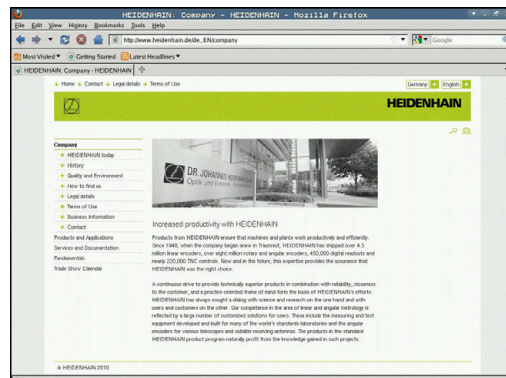 HEIDENHAIN: Company - HEIDENHAIN - Mozilla Firefox
File Edit View History Bookmarks Tools Help
http://www.heidenhain.de/de_EN/company
Google
Most Visited Getting Started Latest Headlines
HEIDENHAIN: Company - HEIDENHAIN
+ Home + Contact + Legal details + Terms of Use
Germany + English +
HEIDENHAIN
Company
+ HEIDENHAIN today
+ History
+ Quality and Environment
+ How to find us
+ Legal details
+ Terms of Use
+ Business Information
+ Contact
Products and Applications
Services and Documentation
Fundamentals
Trade Show Calendar
DR. JOHANNES HEIDENHAIN
Optik und Elektronik
Increased productivity with HEIDENHAIN
Products from HEIDENHAIN ensure that machines and plants work productively and efficiently.
Since 1948, when the company began anew in Traunreut, HEIDENHAIN has shipped over 4.5
million linear encoders, over eight million rotary and angular encoders, 450,000 digital readouts and
nearly 220,000 TNC controls. Now and in the future, this expertise provides the assurance that
HEIDENHAIN was the right choice.
A continuous drive to provide technically superior products in combination with reliability, closeness
to the customer, and a practice-oriented frame of mind form the basis of HEIDENHAIN's efforts.
HEIDENHAIN has always sought a dialog with science and research on the one hand and with
users and customers on the other. Our competence in the area of linear and angular metrology is
reflected by a large number of customized solutions for users. These include the measuring and test
equipment developed and built for many of the world's standards laboratories and the angular
encoders for various telescopes and satellite receiving antennas. The products in the standard
HEIDENHAIN product program naturally profit from the knowledge gained in such projects.
© HEIDENHAIN 2010